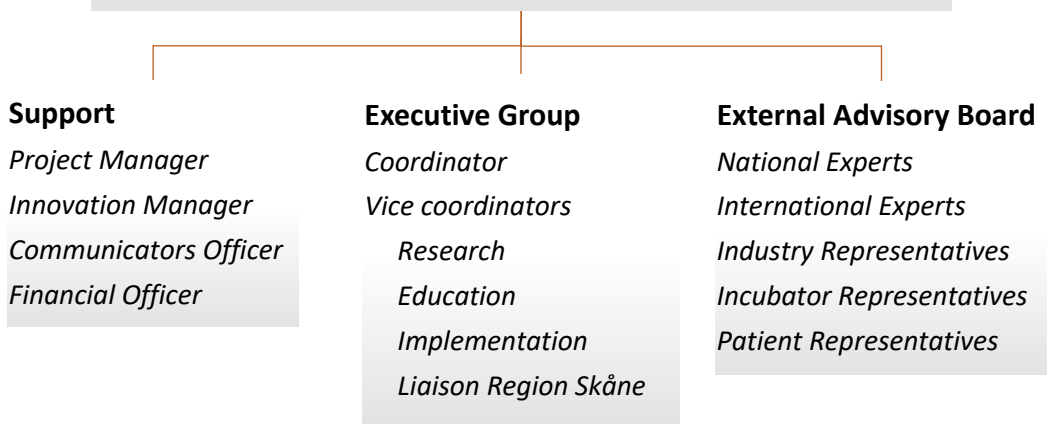 Support
Project Manager
Innovation Manager
Communicators Officer
Financial Officer
Executive Group
Coordinator
Vice coordinators
Research
Education
Implementation
Liaison Region Skåne
External Advisory Board
National Experts
International Experts
Industry Representatives
Incubator Representatives
Patient Representatives